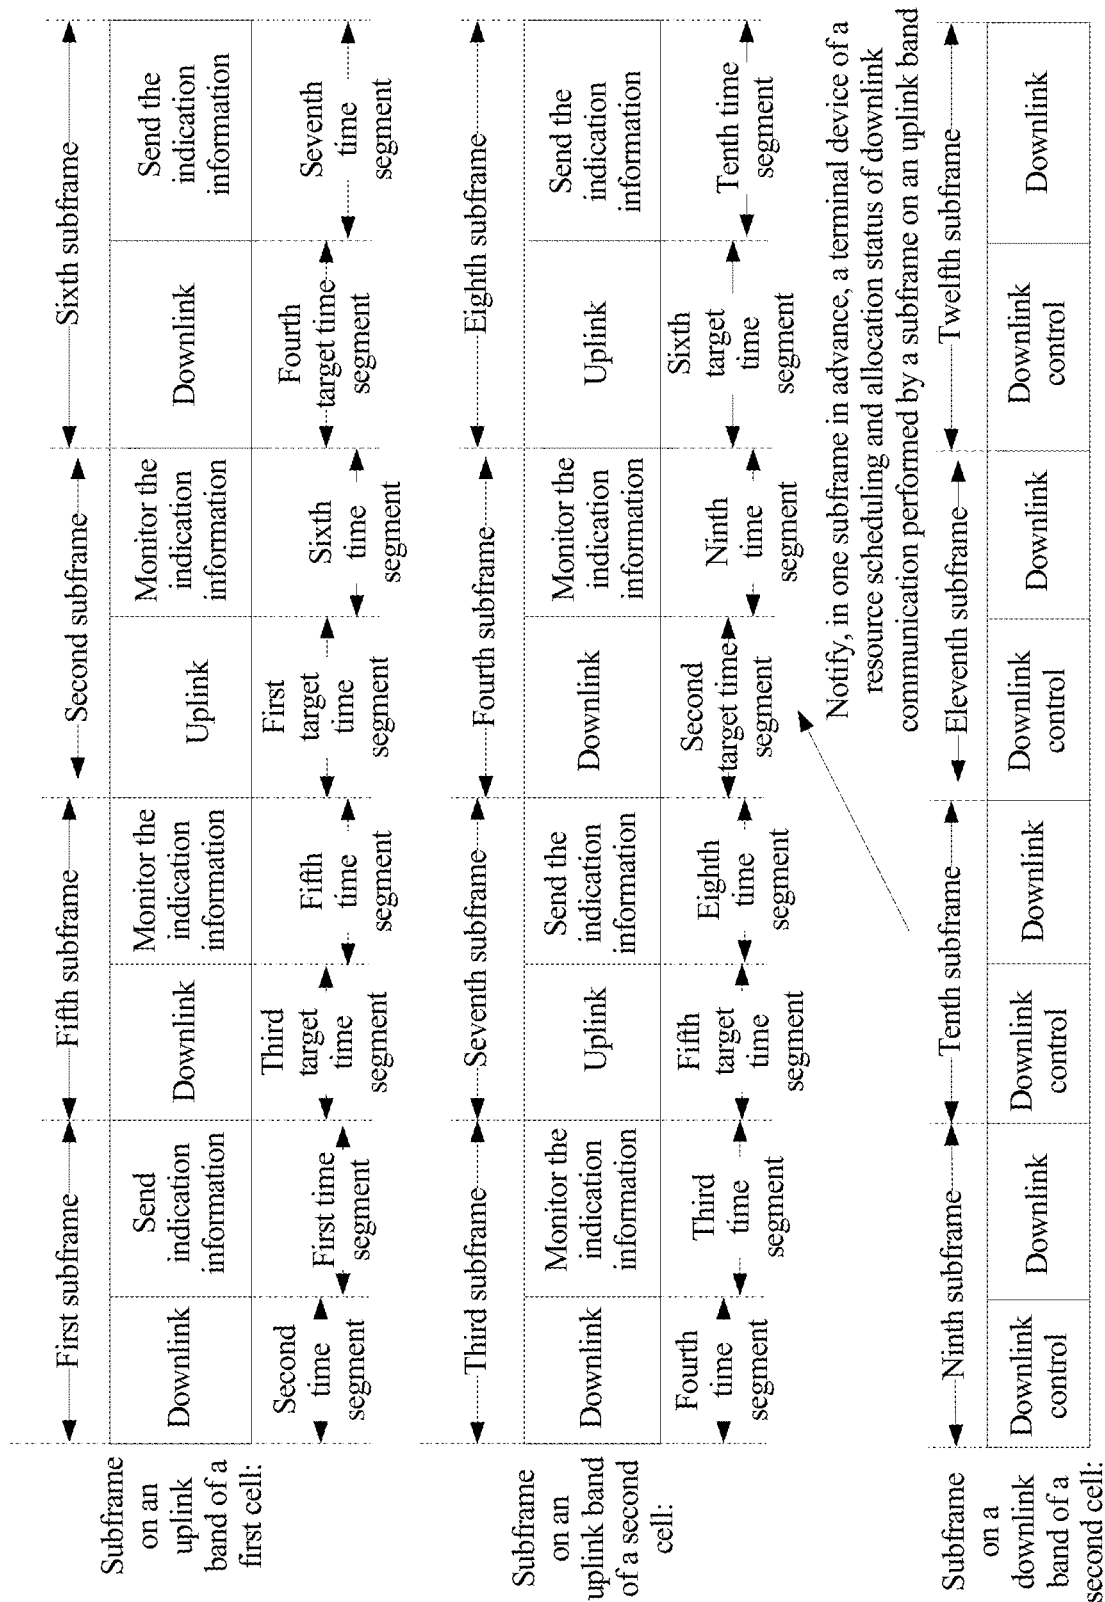 Subframe
on an
uplink
band of a
first cell:
First subframe
Fifth subframe
Second subframe
Sixth subframe
Downlink
Send
indication
information
Downlink
Monitor the
indication
information
Uplink
Monitor the
indication
information
Downlink
Send the
indication
information
Second
time
segment
First time
segment
Third
target
time
segment
Fifth
time
segment
First
target
time
segment
Sixth
time
segment
Fourth
target time
segment
Seventh
time
segment
Subframe
on an
uplink band
of a second
cell:
Third subframe
Seventh subframe
Fourth subframe
Eighth subframe
Downlink
Monitor the
indication
information
Uplink
Send the
indication
information
Downlink
Monitor the
indication
information
Uplink
Send the
indication
information
Fourth
time
segment
Third
time
segment
Fifth
target
time
segment
Eighth
time
segment
Second
target time
segment
Ninth
time
segment
Sixth
target
time
segment
Tenth time
segment
Notify, in one subframe in advance, a terminal device of a
resource scheduling and allocation status of downlink
communication performed by a subframe on an uplink band
Subframe
on a
downlink
band of a
second cell:
Ninth subframe
Tenth subframe
Eleventh subframe
Twelfth subframe
Downlink
control
Downlink
Downlink
control
Downlink
Downlink
control
Downlink
Downlink
control
Downlink